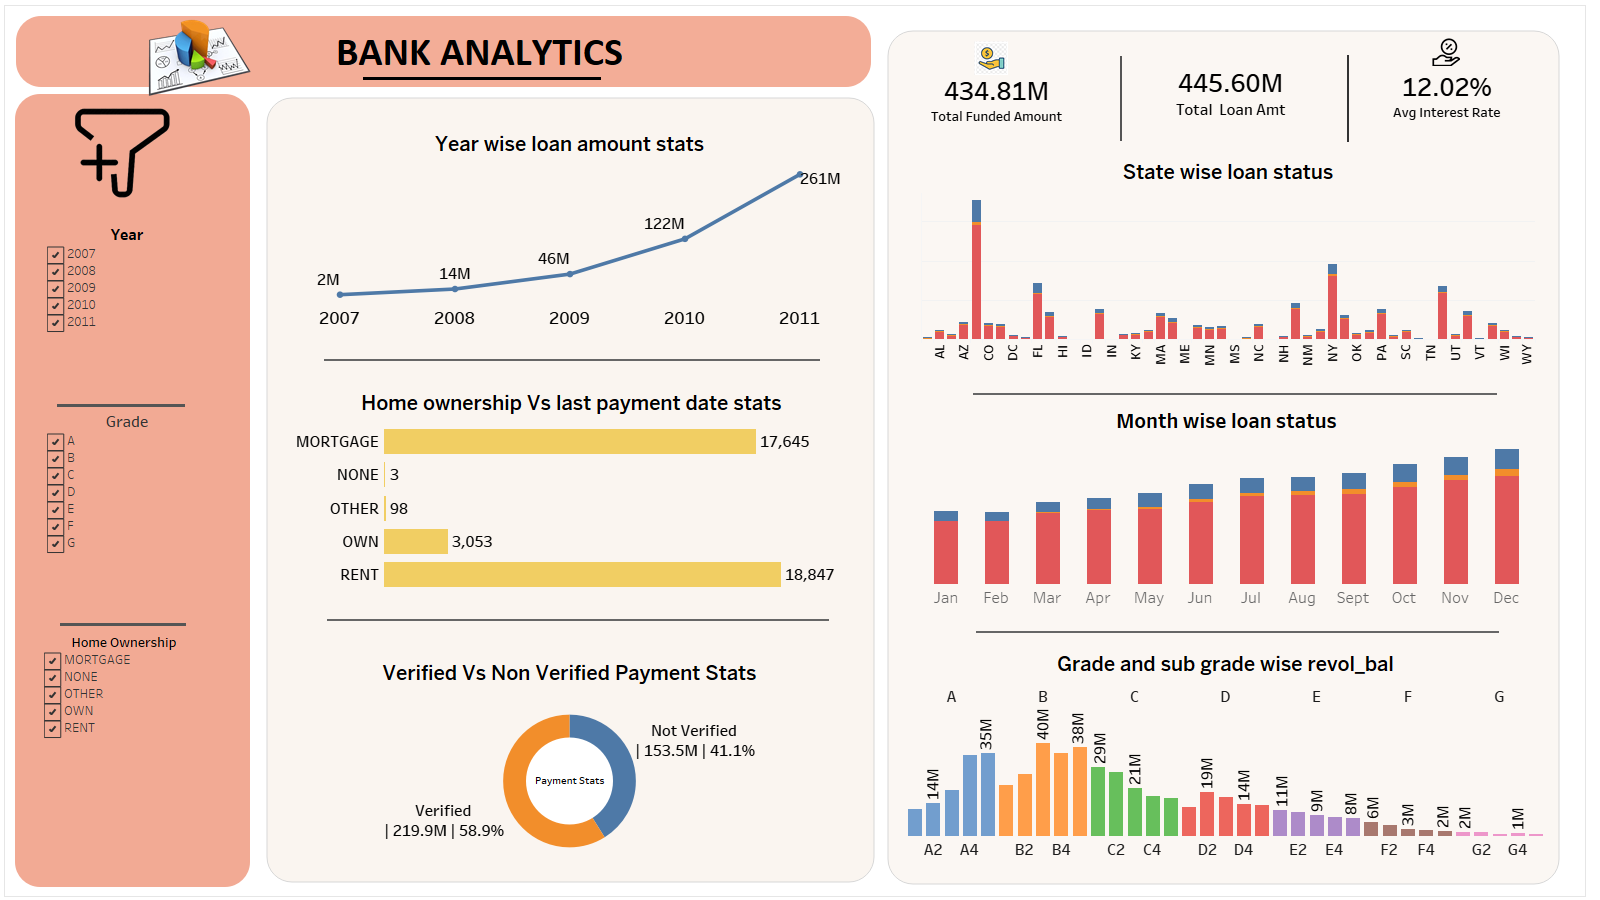 BANK ANALYTICS
Year
2007
2008
2009
2010
2011
Grade
A
B
C
D
E
F
G
Home Ownership
MORTGAGE
NONE
OTHER
OWN
RENT
Year wise loan amount stats
2M
14M
46M
122M
261M
2007 2008 2009 2010 2011
Home ownership Vs last payment date stats
MORTGAGE 17,645
NONE 3
OTHER 98
OWN 3,053
RENT 18,847
Verified Vs Non Verified Payment Stats
Not Verified
| 153.5M | 41.1%
Payment Stats
Verified
| 219.9M | 58.9%
434.81M
Total Funded Amount
445.60M
Total Loan Amt
12.02%
Avg Interest Rate
State wise loan status
AL AZ CO DC FL HI ID IN KY MA ME MN MS NC NH NM NY OK PA SC TN UT VT WI WY
Month wise loan status
Jan Feb Mar Apr May Jun Jul Aug Sept Oct Nov Dec
Grade and sub grade wise revol_bal
A B C D E F G
14M 35M 40M 38M 29M 21M 19M 14M 11M 9M 8M 6M 3M 2M 2M 1M
A2 A4 B2 B4 C2 C4 D2 D4 E2 E4 F2 F4 G2 G4